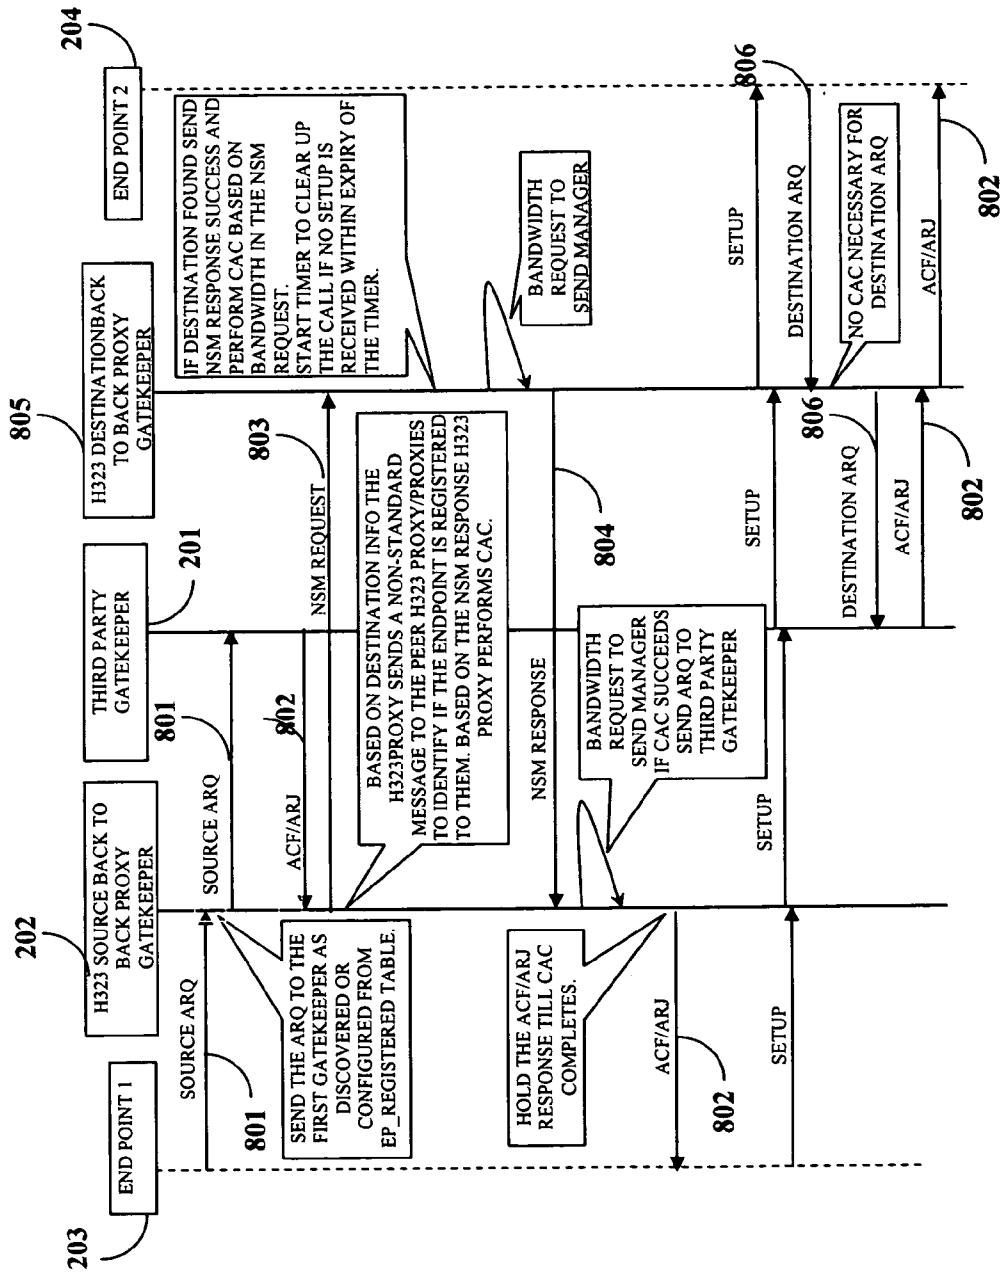 203
END POINT 1
202
H323 SOURCE BACK TO
BACK PROXY
GATEKEEPER
THIRD PARTY
GATEKEEPER
201
805
H323 DESTINATIONBACK
TO BACK PROXY
GATEKEEPER
END POINT 2
204
SOURCE ARQ
801
SEND THE ARQ TO THE
FIRST GATEKEEPER AS
DISCOVERED OR
CONFIGURED FROM
EP_REGISTERED TABLE.
SOURCE ARQ
801
802
ACF/ARJ
NSM REQUEST
803
BASED ON DESTINATION INFO THE
H323PROXY SENDS A NON-STANDARD
MESSAGE TO THE PEER H323 PROXY/PROXIES
TO IDENTIFY IF THE ENDPOINT IS REGISTERED
TO THEM. BASED ON THE NSM RESPONSE H323
PROXY PERFORMS CAC.
IF DESTINATION FOUND SEND
NSM RESPONSE SUCCESS AND
PERFORM CAC BASED ON
BANDWIDTH IN THE NSM
REQUEST.
START TIMER TO CLEAR UP
THE CALL IF NO SETUP IS
RECEIVED WITHIN EXPIRY OF
THE TIMER.
BANDWIDTH
REQUEST TO
SEND MANAGER
NSM RESPONSE
804
BANDWIDTH
REQUEST TO
SEND MANAGER
IF CAC SUCCEEDS
SEND ARQ TO
THIRD PARTY
GATEKEEPER
HOLD THE ACF/ARJ
RESPONSE TILL CAC
COMPLETES.
ACF/ARJ
802
SETUP
SETUP
SETUP
SETUP
806
DESTINATION ARQ
806
NO CAC NECESSARY FOR
DESTINATION ARQ
DESTINATION ARQ
ACF/ARJ
802
ACF/ARJ
802